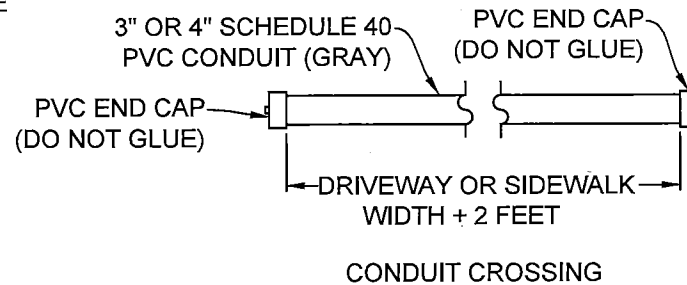 3" OR 4" SCHEDULE 40
PVC CONDUIT (GRAY)
PVC END CAP
(DO NOT GLUE)
PVC END CAP
(DO NOT GLUE)
DRIVEWAY OR SIDEWALK
WIDTH + 2 FEET
CONDUIT CROSSING